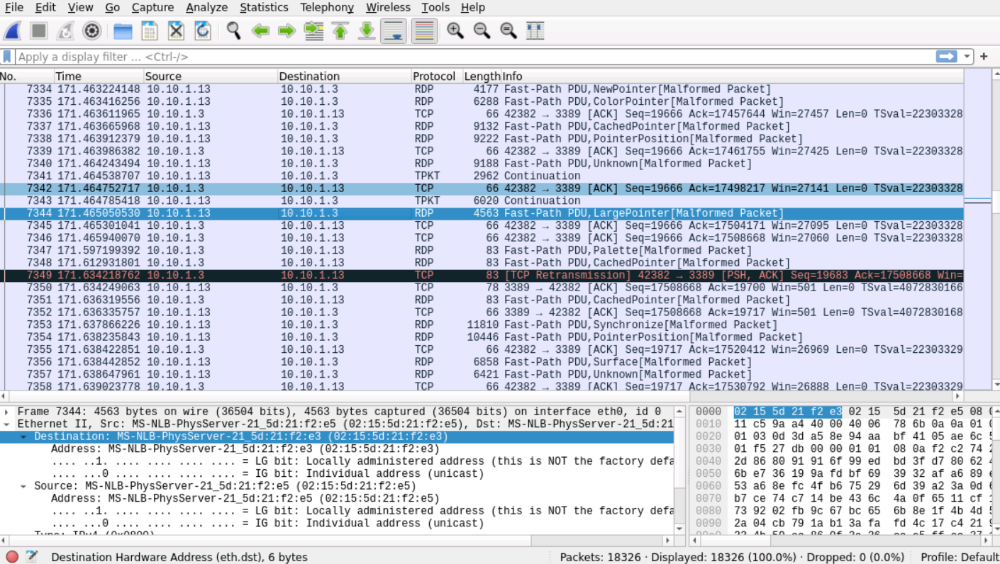 File Edit View Go Capture Analyze Statistics Telephony Wireless Tools Help
Apply a display filter ... <Ctrl-/>
No. Time Source Destination Protocol Length Info
7334 171.463224148 10.10.1.13 10.10.1.3 RDP 4177 Fast-Path PDU,NewPointer[Malformed Packet]
7335 171.463416256 10.10.1.13 10.10.1.3 RDP 6288 Fast-Path PDU,ColorPointer[Malformed Packet]
7336 171.463611965 10.10.1.3 10.10.1.13 TCP 66 42382 → 3389 [ACK] Seq=19666 Ack=17457644 Win=27457 Len=0 TSval=22303328
7337 171.463665968 10.10.1.13 10.10.1.3 RDP 9132 Fast-Path PDU,CachedPointer[Malformed Packet]
7338 171.463912379 10.10.1.13 10.10.1.3 RDP 9222 Fast-Path PDU,PointerPosition[Malformed Packet]
7339 171.463986382 10.10.1.3 10.10.1.13 TCP 66 42382 → 3389 [ACK] Seq=19666 Ack=17461755 Win=27425 Len=0 TSval=22303328
7340 171.464243494 10.10.1.13 10.10.1.3 RDP 9188 Fast-Path PDU,Unknown[Malformed Packet]
7341 171.464538707 10.10.1.13 10.10.1.3 TPKT 2962 Continuation
7342 171.464752717 10.10.1.3 10.10.1.13 TCP 66 42382 → 3389 [ACK] Seq=19666 Ack=17498217 Win=27141 Len=0 TSval=22303328
7343 171.464785418 10.10.1.13 10.10.1.3 TPKT 6020 Continuation
7344 171.465050530 10.10.1.13 10.10.1.3 RDP 4563 Fast-Path PDU,LargePointer[Malformed Packet]
7345 171.465301041 10.10.1.3 10.10.1.13 TCP 66 42382 → 3389 [ACK] Seq=19666 Ack=17504171 Win=27095 Len=0 TSval=22303328
7346 171.465940070 10.10.1.3 10.10.1.13 TCP 66 42382 → 3389 [ACK] Seq=19666 Ack=17508668 Win=27060 Len=0 TSval=22303328
7347 171.597199392 10.10.1.3 10.10.1.13 RDP 83 Fast-Path PDU,Palette[Malformed Packet]
7348 171.612931801 10.10.1.3 10.10.1.13 RDP 83 Fast-Path PDU,CachedPointer[Malformed Packet]
7349 171.634218762 10.10.1.3 10.10.1.13 TCP 83 [TCP Retransmission] 42382 → 3389 [PSH, ACK] Seq=19683 Ack=17508668 Win=
7350 171.634249063 10.10.1.13 10.10.1.3 TCP 78 3389 → 42382 [ACK] Seq=17508668 Ack=19700 Win=501 Len=0 TSval=4072830166
7351 171.636319556 10.10.1.3 10.10.1.13 RDP 83 Fast-Path PDU,CachedPointer[Malformed Packet]
7352 171.636335757 10.10.1.13 10.10.1.3 TCP 66 3389 → 42382 [ACK] Seq=17508668 Ack=19717 Win=501 Len=0 TSval=4072830168
7353 171.637866226 10.10.1.13 10.10.1.3 RDP 11810 Fast-Path PDU,Synchronize[Malformed Packet]
7354 171.638235843 10.10.1.13 10.10.1.3 RDP 10446 Fast-Path PDU,PointerPosition[Malformed Packet]
7355 171.638422851 10.10.1.3 10.10.1.13 TCP 66 42382 → 3389 [ACK] Seq=19717 Ack=17520412 Win=26969 Len=0 TSval=22303329
7356 171.638442852 10.10.1.13 10.10.1.3 RDP 6858 Fast-Path PDU,Surface[Malformed Packet]
7357 171.638647961 10.10.1.13 10.10.1.3 RDP 6421 Fast-Path PDU,Unknown[Malformed Packet]
7358 171.639023778 10.10.1.3 10.10.1.13 TCP 66 42382 → 3389 [ACK] Seq=19717 Ack=17530792 Win=26888 Len=0 TSval=22303329
Frame 7344: 4563 bytes on wire (36504 bits), 4563 bytes captured (36504 bits) on interface eth0, id 0
Ethernet II, Src: MS-NLB-PhysServer-21_5d:21:f2:e5 (02:15:5d:21:f2:e5), Dst: MS-NLB-PhysServer-21_5d:21
Destination: MS-NLB-PhysServer-21_5d:21:f2:e3 (02:15:5d:21:f2:e3)
Address: MS-NLB-PhysServer-21_5d:21:f2:e3 (02:15:5d:21:f2:e3)
.... ..1. .... .... .... .... = LG bit: Locally administered address (this is NOT the factory defa
.... ...0 .... .... .... .... = IG bit: Individual address (unicast)
Source: MS-NLB-PhysServer-21_5d:21:f2:e5 (02:15:5d:21:f2:e5)
Address: MS-NLB-PhysServer-21_5d:21:f2:e5 (02:15:5d:21:f2:e5)
.... ..1. .... .... .... .... = LG bit: Locally administered address (this is NOT the factory defa
.... ...0 .... .... .... .... = IG bit: Individual address (unicast)
Type: IPv4 (0x0800)
0000 02 15 5d 21 f2 e3 02 15 5d 21 f2 e5 08
0010 11 c5 9a a4 40 00 40 06 78 6b 0a 0a 01
0020 01 03 0d 3d a5 8e 94 aa bf 41 05 ae 6c
0030 01 f5 27 db 00 00 01 01 08 0a f2 c2 74
0040 2d 86 80 91 91 6f 99 ed bd 3f d7 80 62
0050 6b e7 36 19 9a fd bf 69 39 32 af a6 89
0060 53 a6 8e fc 4f b6 75 29 6d 39 a2 3a 0d
0070 b7 ce 74 c7 14 be 43 6c 4a 0f 65 11 cf
0080 73 92 02 fb 9c 67 bc 65 6b 8e 1f 4b 4d
0090 2a 04 cb 79 1a b1 3a fa fd 4c 17 c4 21
Destination Hardware Address (eth.dst), 6 bytes
Packets: 18326 · Displayed: 18326 (100.0%) · Dropped: 0 (0.0%)
Profile: Default